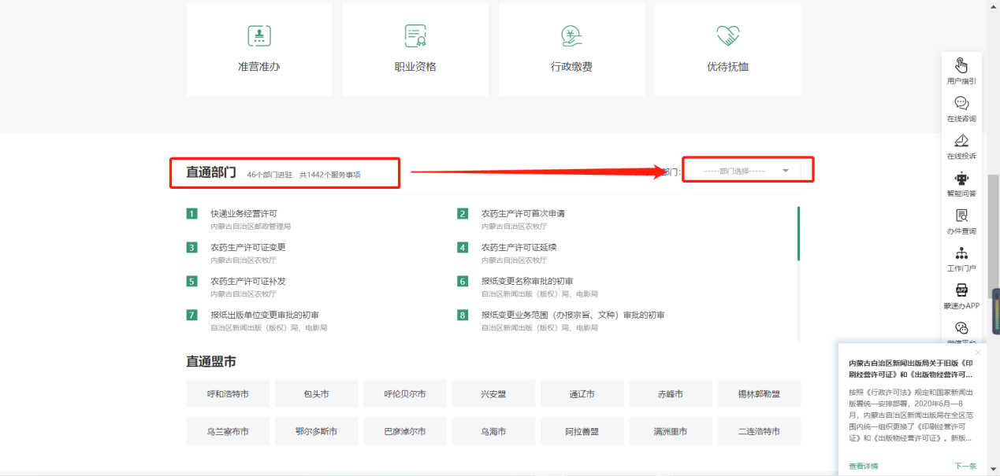 准营准办
职业资格
行政缴费
优待抚恤
用户指引
在线咨询
在线投诉
智能问答
办件查询
工作门户
蒙速办APP
直通部门 46个部门进驻 共1442个服务事项
部门: -----部门选择-----
1 快递业务经营许可
内蒙古自治区邮政管理局
2 农药生产许可首次申请
内蒙古自治区农牧厅
3 农药生产许可证变更
内蒙古自治区农牧厅
4 农药生产许可证延续
内蒙古自治区农牧厅
5 农药生产许可证补发
内蒙古自治区农牧厅
6 报纸变更名称审批的初审
自治区新闻出版（版权）局、电影局
7 报纸出版单位变更审批的初审
自治区新闻出版（版权）局、电影局
8 报纸变更业务范围（办报宗旨、文种）审批的初审
自治区新闻出版（版权）局、电影局
直通盟市
呼和浩特市 包头市 呼伦贝尔市 兴安盟 通辽市 赤峰市 锡林郭勒盟
乌兰察布市 鄂尔多斯市 巴彦淖尔市 乌海市 阿拉善盟 满洲里市 二连浩特市
内蒙古自治区新闻出版局关于旧版《印
刷经营许可证》和《出版物经营许可...
按照《行政许可法》规定和国家新闻出
版署统一安排部署，2020年6月—8
月，内蒙古自治区新闻出版局在全区范
围内统一组织更换了《印刷经营许可
证》和《出版物经营许可证》。新版...
查看详情 下一条